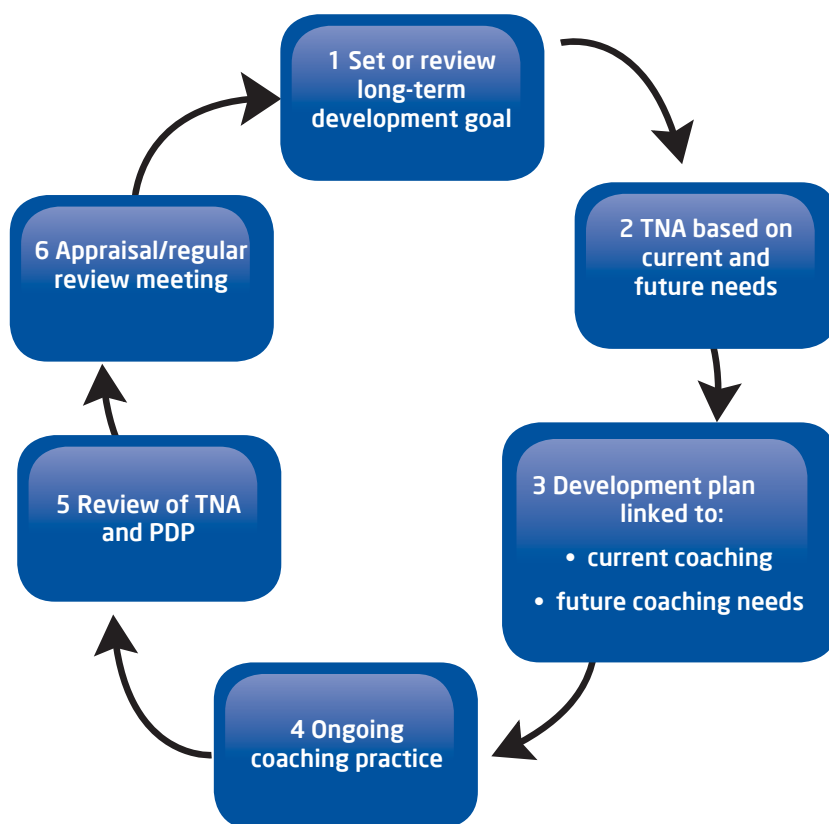 1 Set or review
long-term
development goal
2 TNA based on
current and
future needs
3 Development plan
linked to:
• current coaching
• future coaching needs
4 Ongoing
coaching practice
5 Review of TNA
and PDP
6 Appraisal/regular
review meeting